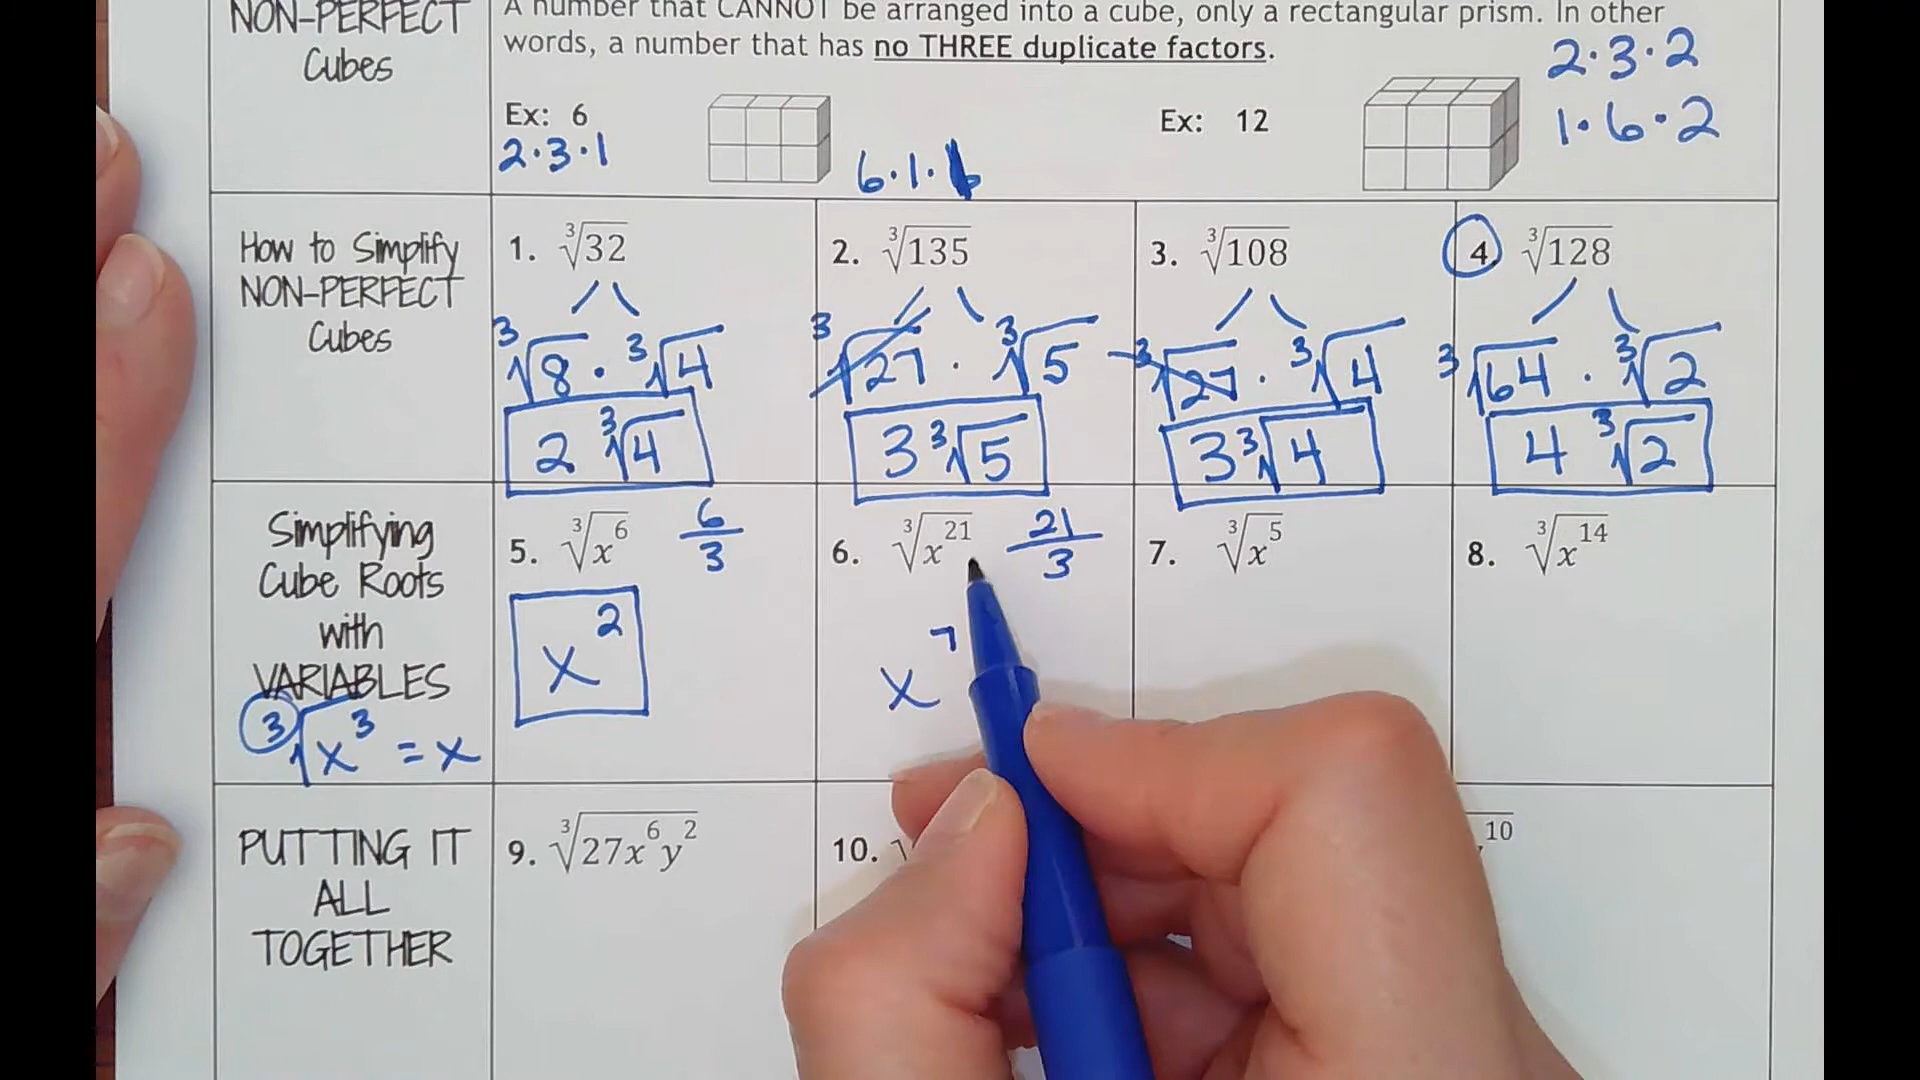 NON-PERFECT
Cubes
A number that CANNOT be arranged into a cube, only a rectangular prism. In other
words, a number that has no THREE duplicate factors.
Ex: 6
2·3·1
6·1·
Ex: 12
2·3·2
1·6·2
How to Simplify
NON-PERFECT
Cubes
1. ∛32
∛8 · ∛4
2 ∛4
2. ∛135
∛27 · ∛5
3∛5
3. ∛108
∛27 · ∛4
3∛4
4. ∛128
∛64 · ∛2
4 ∛2
Simplifying
Cube Roots
with
VARIABLES
∛x³ = x
5. ∛x⁶
6/3
x²
6. ∛x²¹
21/3
x⁷
7. ∛x⁵
8. ∛x¹⁴
PUTTING IT
ALL
TOGETHER
9. ∛27x⁶y²
10.
10